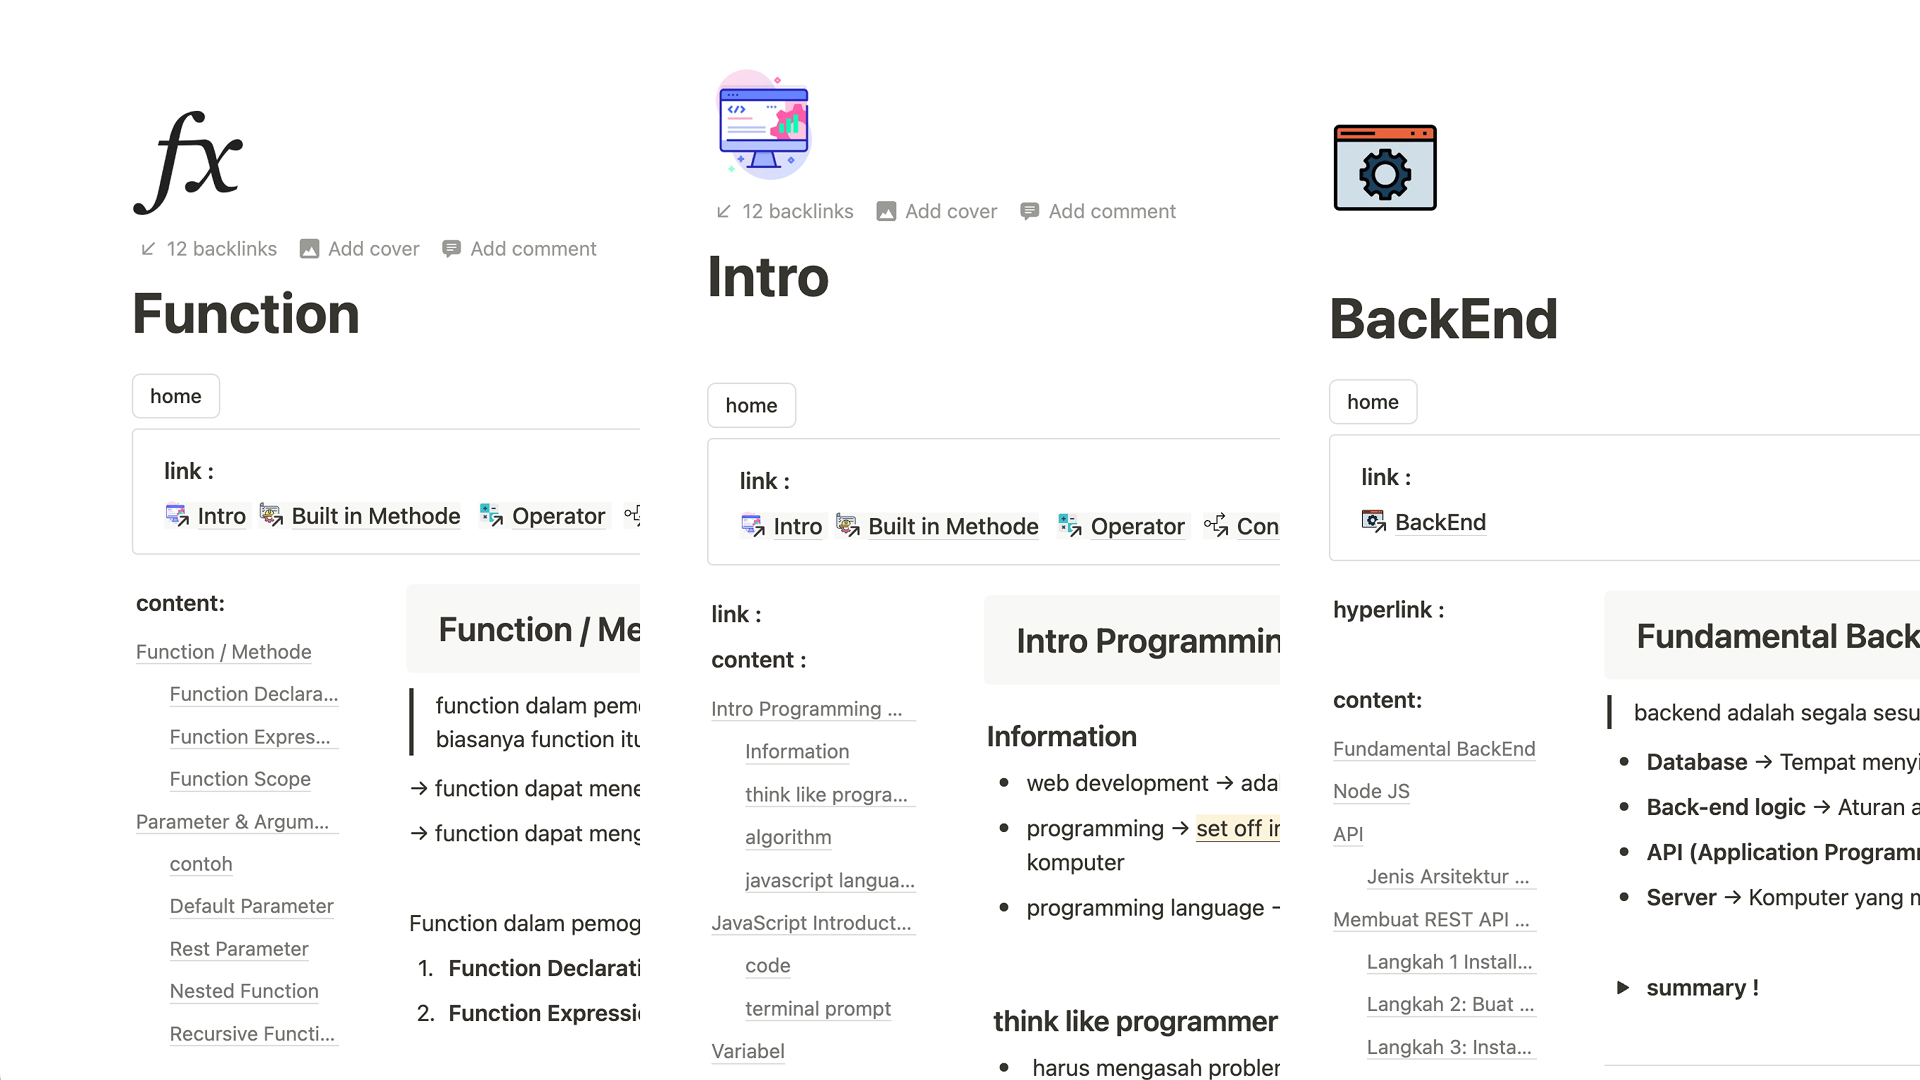 fx
12 backlinks Add cover Add comment
Function
home
link :
Intro Built in Methode Operator
content:
Function / Methode
Function Declara...
Function Expres...
Function Scope
Parameter & Argum...
contoh
Default Parameter
Rest Parameter
Nested Function
Recursive Functi...
Function / Me
function dalam pem
biasanya function itu
→ function dapat mene
→ function dapat meng
Function dalam pemog
1. Function Declarati
2. Function Expressi
12 backlinks Add cover Add comment
Intro
home
link :
Intro Built in Methode Operator Con
link :
content :
Intro Programming ...
Information
think like progra...
algorithm
javascript langua...
JavaScript Introduct...
code
terminal prompt
Variabel
Intro Programmin
Information
• web development → ada
• programming → set off in
komputer
• programming language -
think like programmer
• harus mengasah probler
BackEnd
home
link :
BackEnd
hyperlink :
content:
Fundamental BackEnd
Node JS
API
Jenis Arsitektur ...
Membuat REST API ...
Langkah 1 Install...
Langkah 2: Buat ...
Langkah 3: Insta...
Fundamental Back
backend adalah segala sesu
• Database → Tempat menyi
• Back-end logic → Aturan a
• API (Application Program
• Server → Komputer yang m
▶ summary !